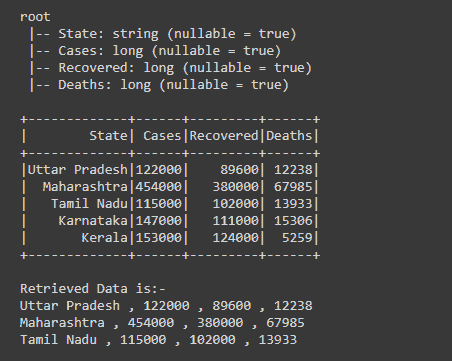 root
 |-- State: string (nullable = true)
 |-- Cases: long (nullable = true)
 |-- Recovered: long (nullable = true)
 |-- Deaths: long (nullable = true)

+-------------+------+---------+------+
|        State| Cases|Recovered|Deaths|
+-------------+------+---------+------+
|Uttar Pradesh|122000|    89600| 12238|
|  Maharashtra|454000|   380000| 67985|
|   Tamil Nadu|115000|   102000| 13933|
|    Karnataka|147000|   111000| 15306|
|       Kerala|153000|   124000|  5259|
+-------------+------+---------+------+

Retrieved Data is:-
Uttar Pradesh , 122000 , 89600 , 12238
Maharashtra , 454000 , 380000 , 67985
Tamil Nadu , 115000 , 102000 , 13933